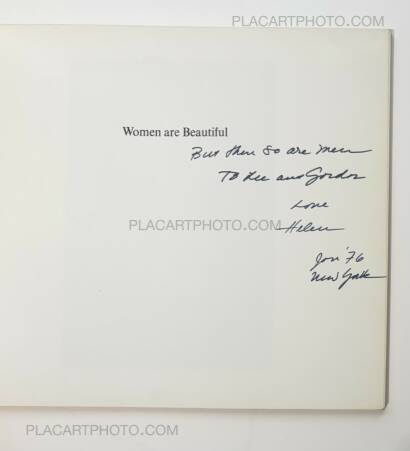 PLACARTPHOTO.COM
Women are Beautiful
But then so are men
To Lee and Gordon
Love
PLACARTPHOTO.COM
Helen
Jan '76
New York
PLACARTPHOTO.COM